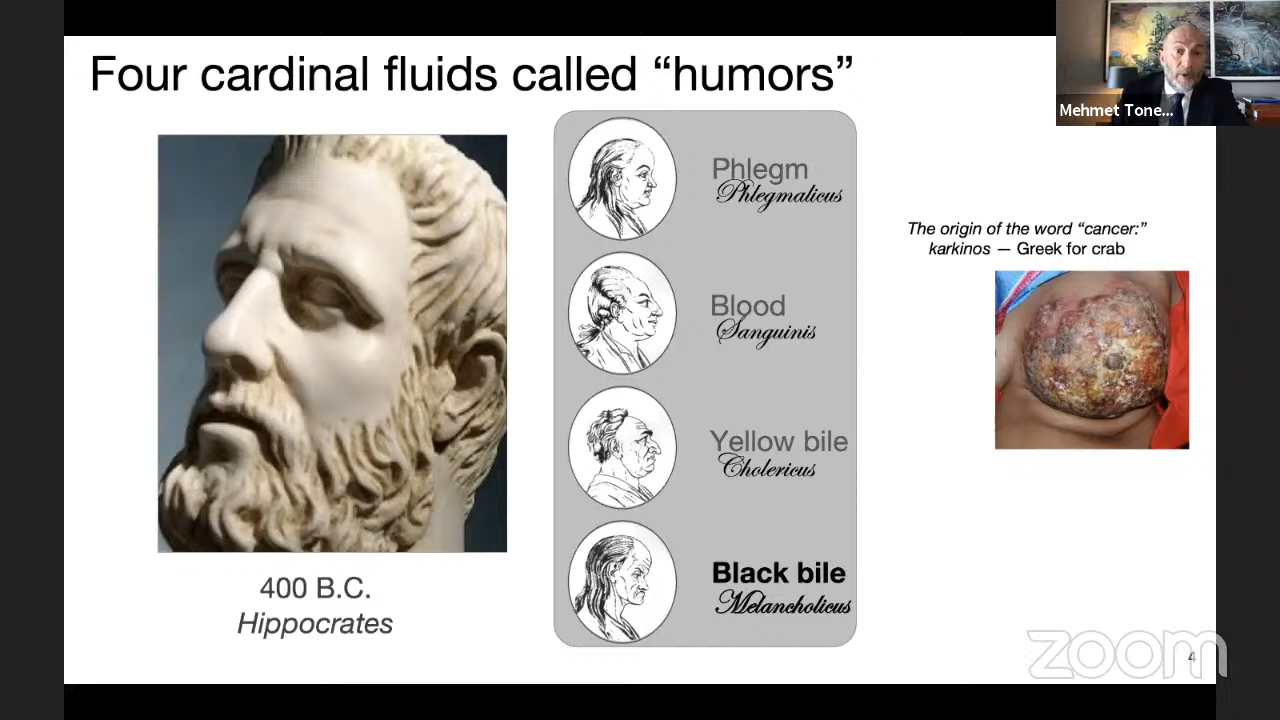 Four cardinal fluids called “humors”
Mehmet Tone...
Phlegm
Phlegmalicus
The origin of the word “cancer:”
karkinos — Greek for crab
Blood
Sanguinis
Yellow bile
Cholericus
Black bile
Melancholicus
400 B.C.
Hippocrates
zoom
4